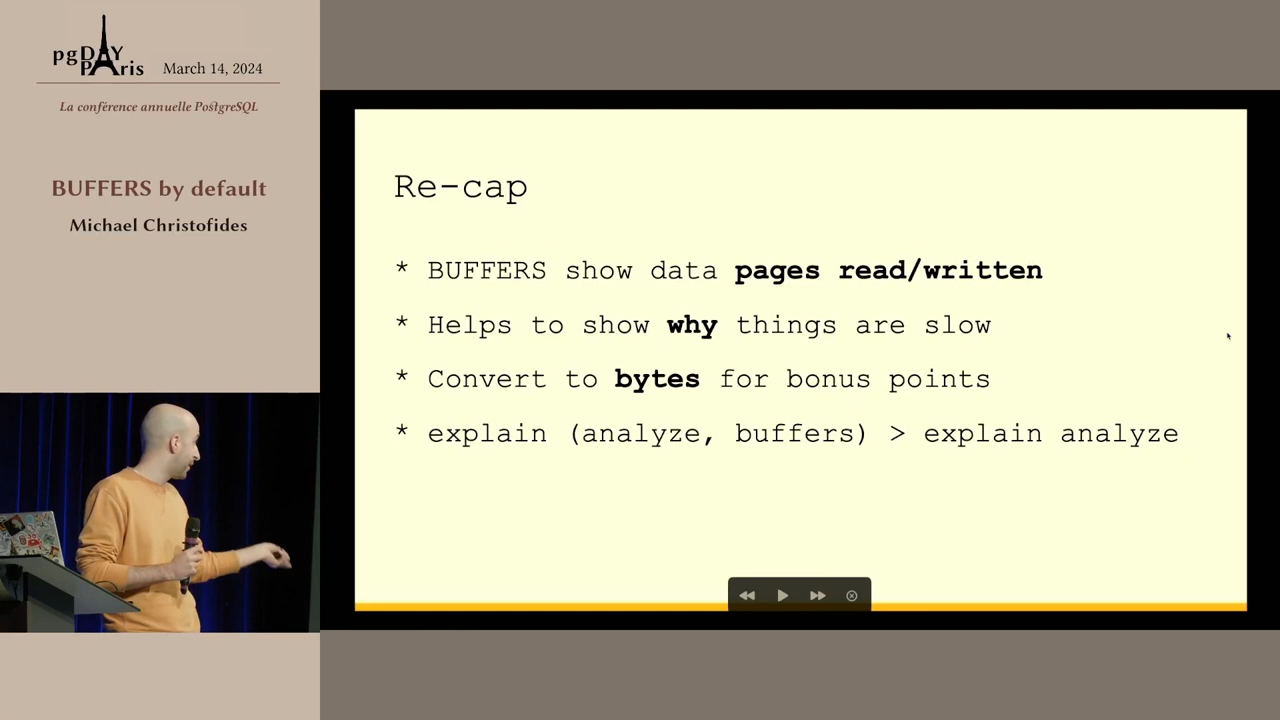 pgDAY
Paris
March 14, 2024
La conférence annuelle PostgreSQL
BUFFERS by default
Michael Christofides
Re-cap
* BUFFERS show data pages read/written
* Helps to show why things are slow
* Convert to bytes for bonus points
* explain (analyze, buffers) > explain analyze